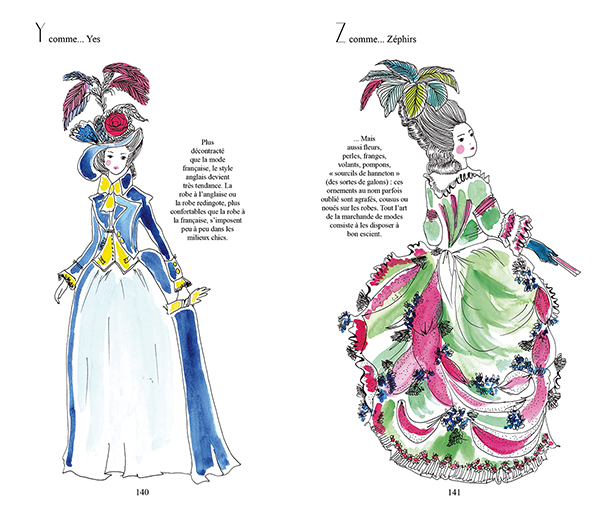 Y comme... Yes
Plus
décontracté
que la mode
française, le style
anglais devient
très tendance. La
robe à l'anglaise ou
la robe redingote, plus
confortables que la robe à
la française, s'imposent
peu à peu dans les
milieux chics.
140
Z comme... Zéphirs
... Mais
aussi fleurs,
perles, franges,
volants, pompons,
« sourcils de hanneton »
(des sortes de galons) : ces
ornements au nom parfois
oublié sont agrafés, cousus ou
noués sur les robes. Tout l'art
de la marchande de modes
consiste à les disposer à
bon escient.
141